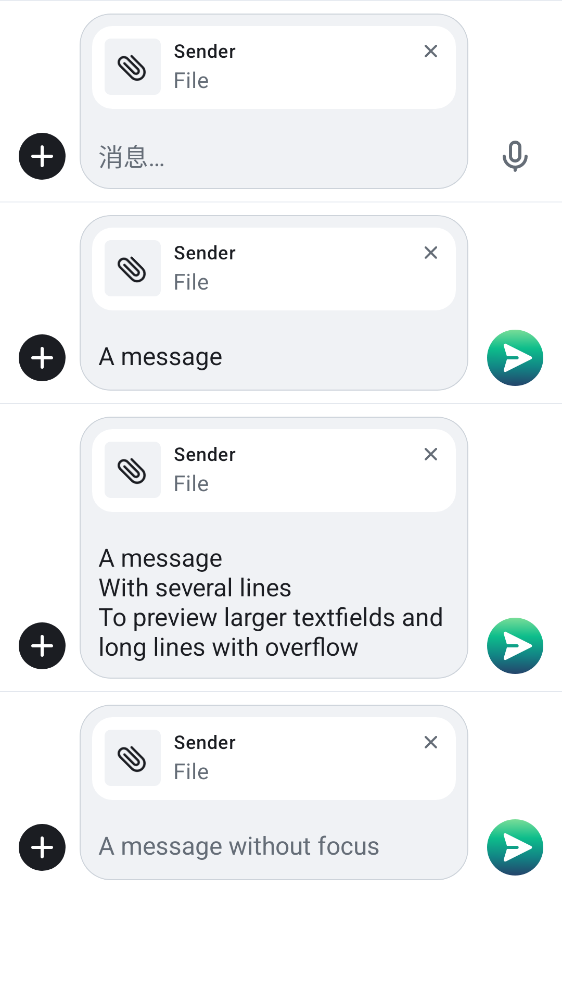 Sender
File
消息…
Sender
File
A message
Sender
File
A message
With several lines
To preview larger textfields and
long lines with overflow
Sender
File
A message without focus